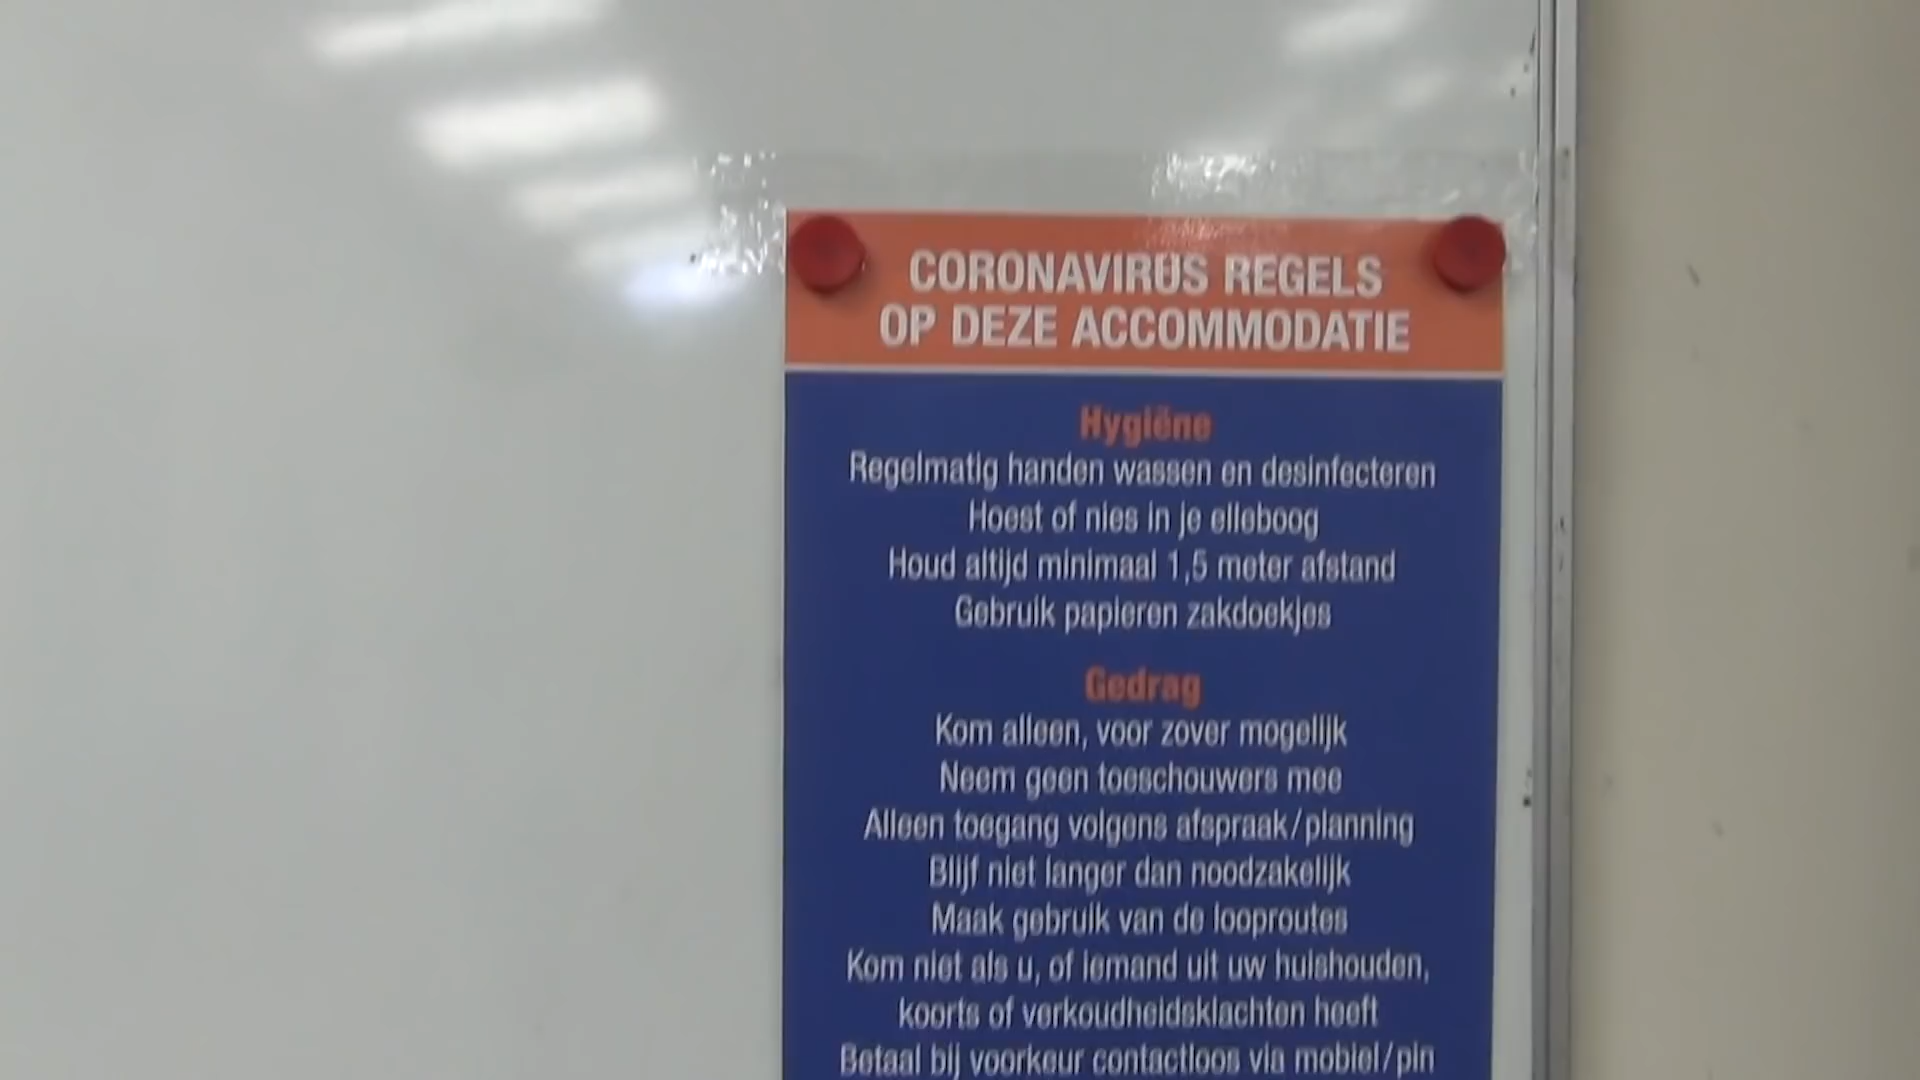 CORONAVIRUS REGELS
OP DEZE ACCOMMODATIE
Hygiëne
Regelmatig handen wassen en desinfecteren
Hoest of nies in je elleboog
Houd altijd minimaal 1,5 meter afstand
Gebruik papieren zakdoekjes
Gedrag
Kom alleen, voor zover mogelijk
Neem geen toeschouwers mee
Alleen toegang volgens afspraak/planning
Blijf niet langer dan noodzakelijk
Maak gebruik van de looproutes
Kom niet als u, of iemand uit uw huishouden,
koorts of verkoudheidsklachten heeft
Betaal bij voorkeur contactloos via mobiel/pin